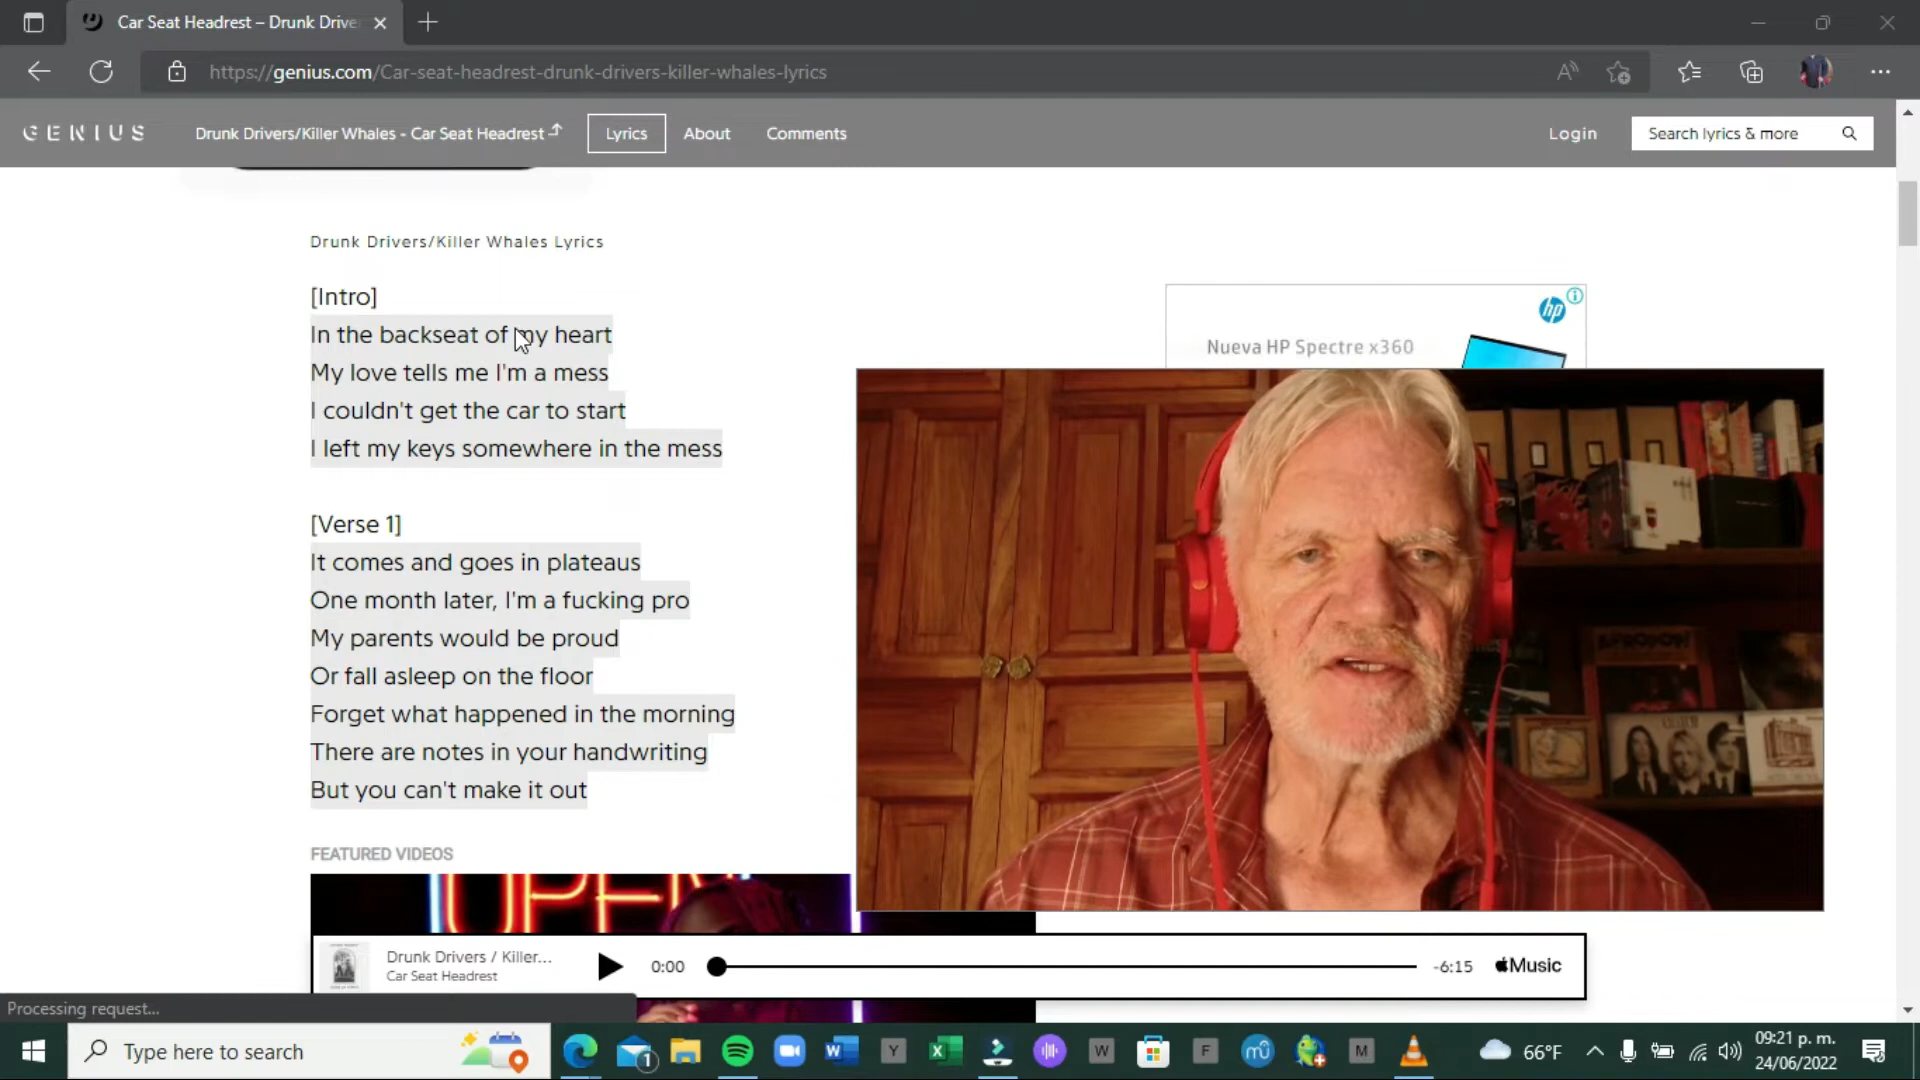 Car Seat Headrest – Drunk Drive
https://genius.com/Car-seat-headrest-drunk-drivers-killer-whales-lyrics
GENIUS
Drunk Drivers/Killer Whales - Car Seat Headrest
Lyrics
About
Comments
Login
Search lyrics & more
Drunk Drivers/Killer Whales Lyrics
[Intro]
In the backseat of my heart
My love tells me I'm a mess
I couldn't get the car to start
I left my keys somewhere in the mess
hp
Nueva HP Spectre x360
[Verse 1]
It comes and goes in plateaus
One month later, I'm a fucking pro
My parents would be proud
Or fall asleep on the floor
Forget what happened in the morning
There are notes in your handwriting
But you can't make it out
FEATURED VIDEOS
OPEN
Drunk Drivers / Killer...
Car Seat Headrest
0:00
-6:15
Music
Processing request...
Type here to search
1
W
Y
X
W
F
M
66°F
09:21 p. m.
24/06/2022